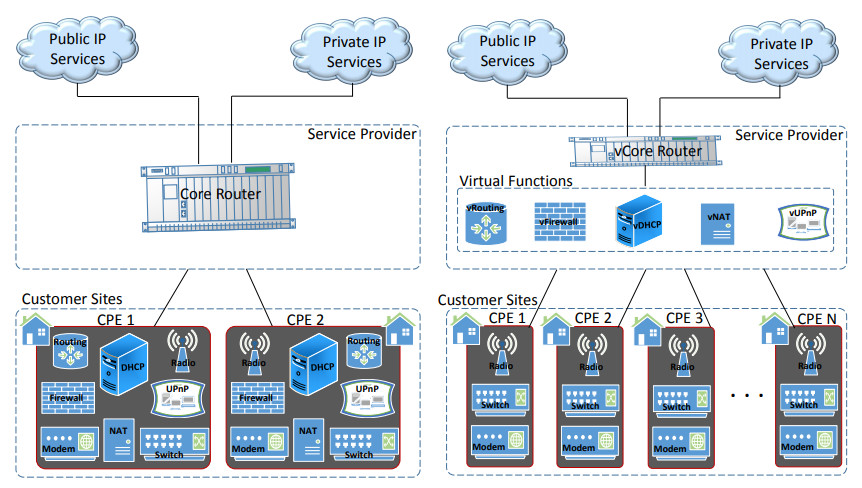 Public IP
Services
Private IP
Services
Service Provider
Core Router
Customer Sites
CPE 1
Routing
DHCP
Radio
Firewall
UPnP
Modem
NAT
Switch
CPE 2
Radio
DHCP
Routing
Firewall
UPnP
Modem
NAT
Switch
Public IP
Services
Private IP
Services
Service Provider
vCore Router
Virtual Functions
vRouting
vFirewall
vDHCP
vNAT
vUPnP
Customer Sites
CPE 1
Radio
Switch
Modem
CPE 2
Radio
Switch
Modem
CPE 3
Radio
Switch
Modem
. . .
CPE N
Radio
Switch
Modem